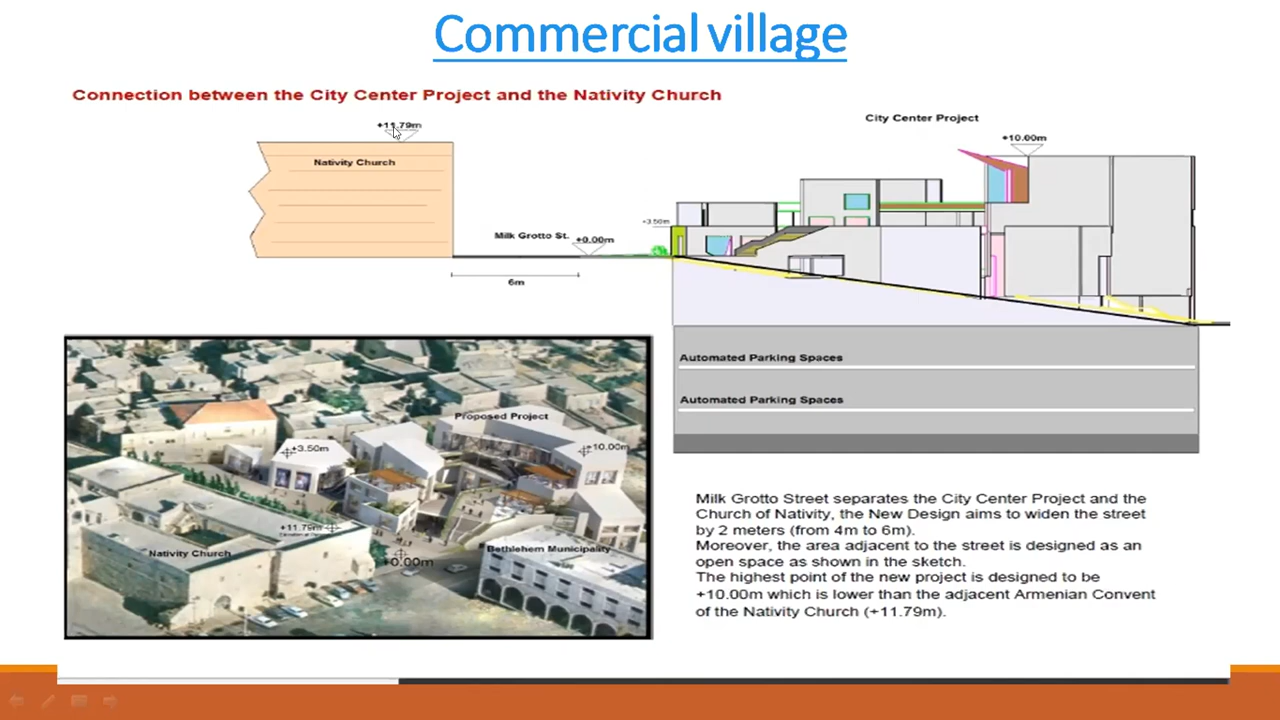 Commercial village
Connection between the City Center Project and the Nativity Church
+11.79m
Nativity Church
Milk Grotto St.
+0.00m
6m
City Center Project
+10.00m
+3.50m
Automated Parking Spaces
Automated Parking Spaces
Proposed Project
+3.50m
+10.00m
+11.79m
Nativity Church
+0.00m
Bethlehem Municipality
Milk Grotto Street separates the City Center Project and the
Church of Nativity, the New Design aims to widen the street
by 2 meters (from 4m to 6m).
Moreover, the area adjacent to the street is designed as an
open space as shown in the sketch.
The highest point of the new project is designed to be
+10.00m which is lower than the adjacent Armenian Convent
of the Nativity Church (+11.79m).